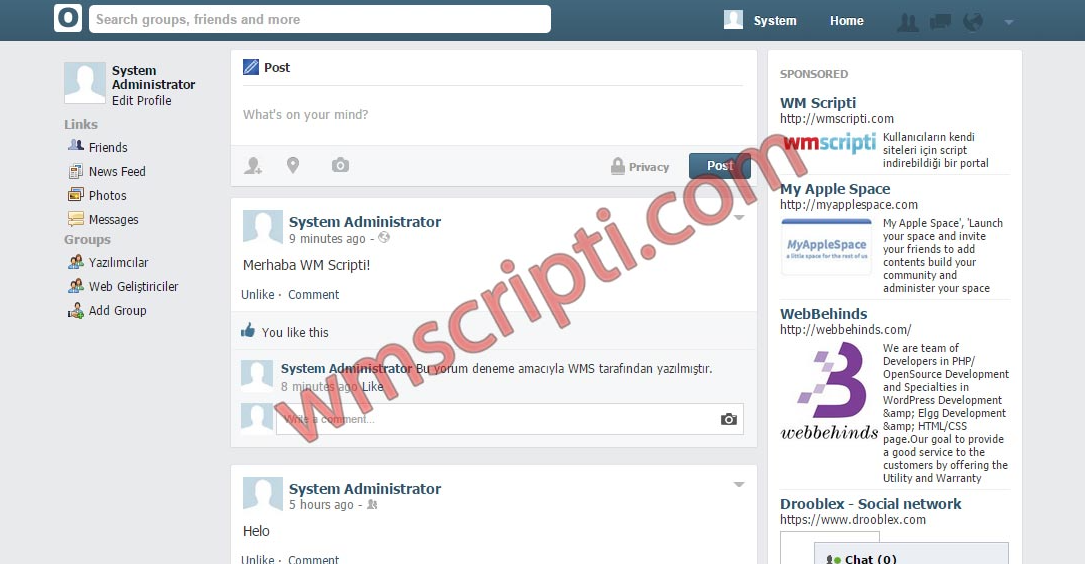 O
Search groups, friends and more
System
Home
System
Administrator
Edit Profile
Links
Friends
News Feed
Photos
Messages
Groups
Yazılımcılar
Web Geliştiriciler
Add Group
Post
What's on your mind?
Privacy
Post
System Administrator
9 minutes ago -
Merhaba WM Scripti!
Unlike · Comment
You like this
System Administrator Bu yorum deneme amacıyla WMS tarafından yazılmıştır.
8 minutes ago Like
Write a comment...
System Administrator
5 hours ago -
Helo
Unlike · Comment
wmscripti.com
SPONSORED
WM Scripti
http://wmscripti.com
wmscripti
Kullanıcıların kendi
siteleri için script
indirebildiği bir portal
My Apple Space
http://myapplespace.com
MyAppleSpace
a little space for the rest of us
My Apple Space', 'Launch
your space and invite
your friends to add
contents build your
community and
administer your space
WebBehinds
http://webbehinds.com/
webbehinds
We are team of
Developers in PHP/
OpenSource Development
and Specialties in
WordPress Development
&amp; Elgg Development
&amp; HTML/CSS
page.Our goal to provide
a good service to the
customers by offering the
Utility and Warranty
Drooblex - Social network
https://www.drooblex.com
Chat (0)